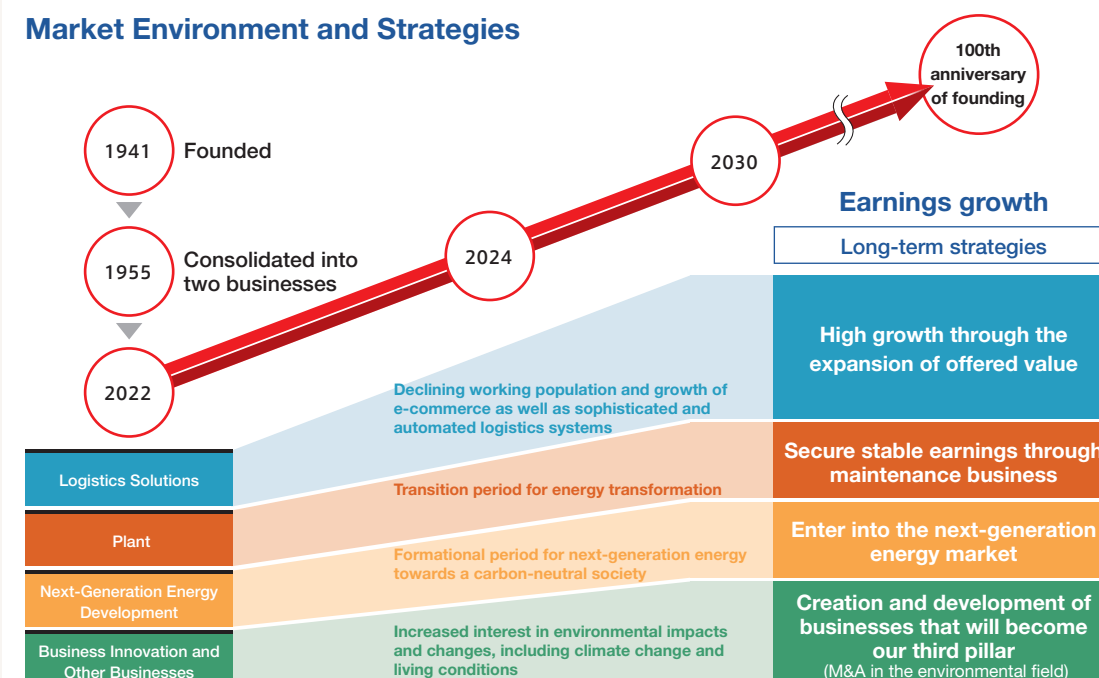 Market Environment and Strategies
100th
anniversary
of founding
1941
Founded
2030
Earnings growth
Long-term strategies
1955
Consolidated into
two businesses
2024
2022
High growth through the
expansion of offered value
Declining working population and growth of
e-commerce as well as sophisticated and
automated logistics systems
Logistics Solutions
Secure stable earnings through
maintenance business
Transition period for energy transformation
Plant
Enter into the next-generation
energy market
Formational period for next-generation energy
towards a carbon-neutral society
Next-Generation Energy
Development
Creation and development of
businesses that will become
our third pillar
(M&A in the environmental field)
Increased interest in environmental impacts
and changes, including climate change and
living conditions
Business Innovation and
Other Businesses